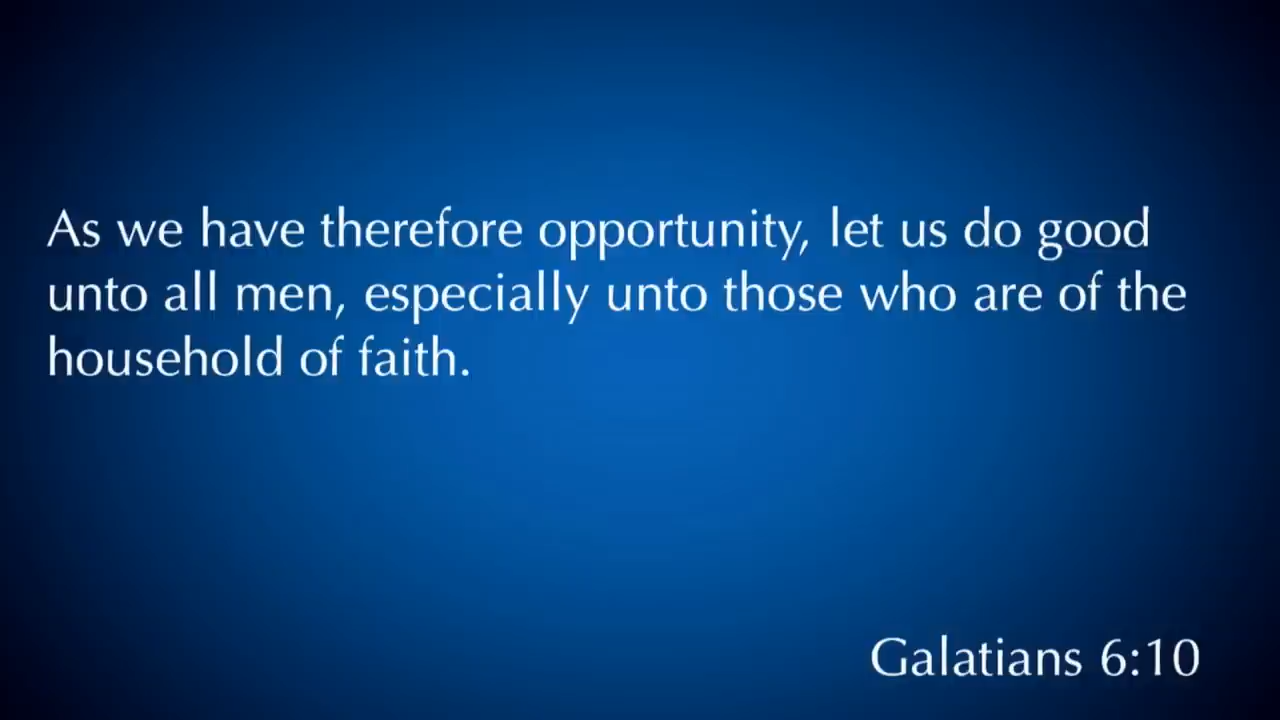 As we have therefore opportunity, let us do good
unto all men, especially unto those who are of the
household of faith.
Galatians 6:10